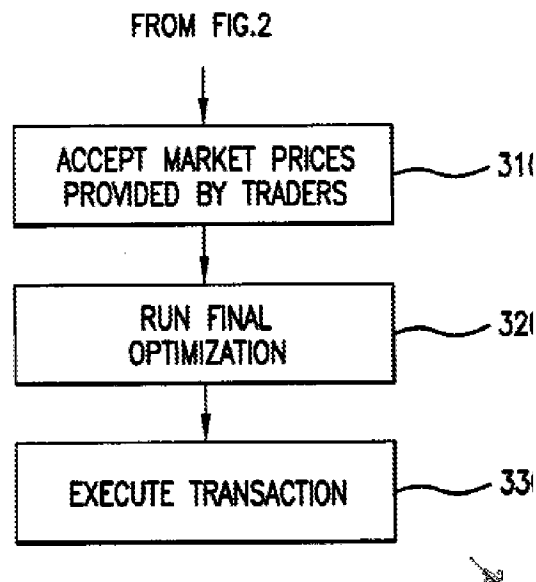 FROM FIG.2
ACCEPT MARKET PRICES
PROVIDED BY TRADERS
RUN FINAL
OPTIMIZATION
EXECUTE TRANSACTION